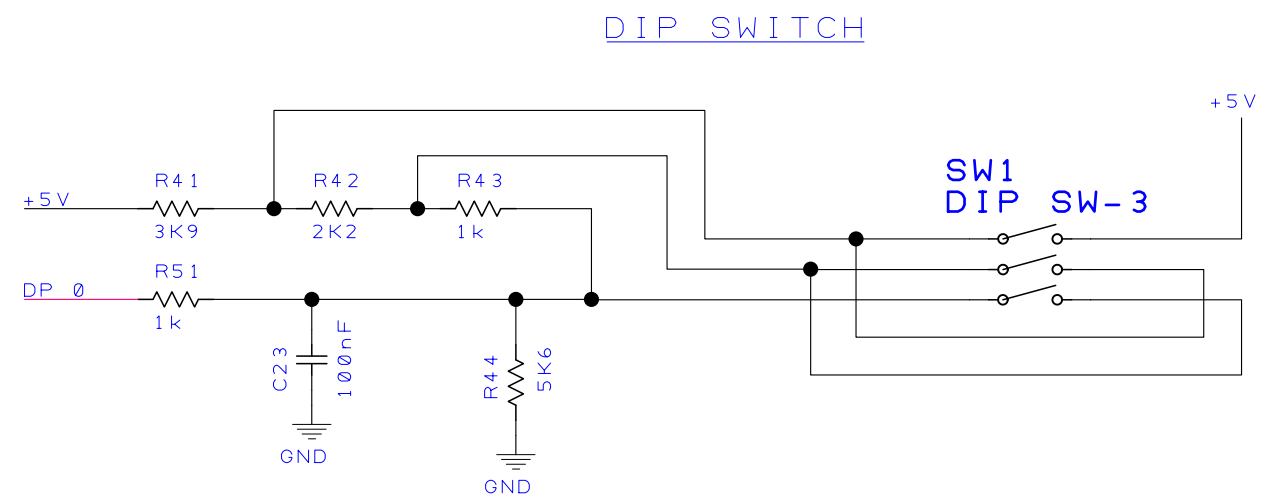 DIP SWITCH
+5V
SW1
DIP SW-3
R41
R42
R43
+5V
3K9
2K2
1k
R51
DP 0
1k
C23
100nF
R44
5K6
GND
GND